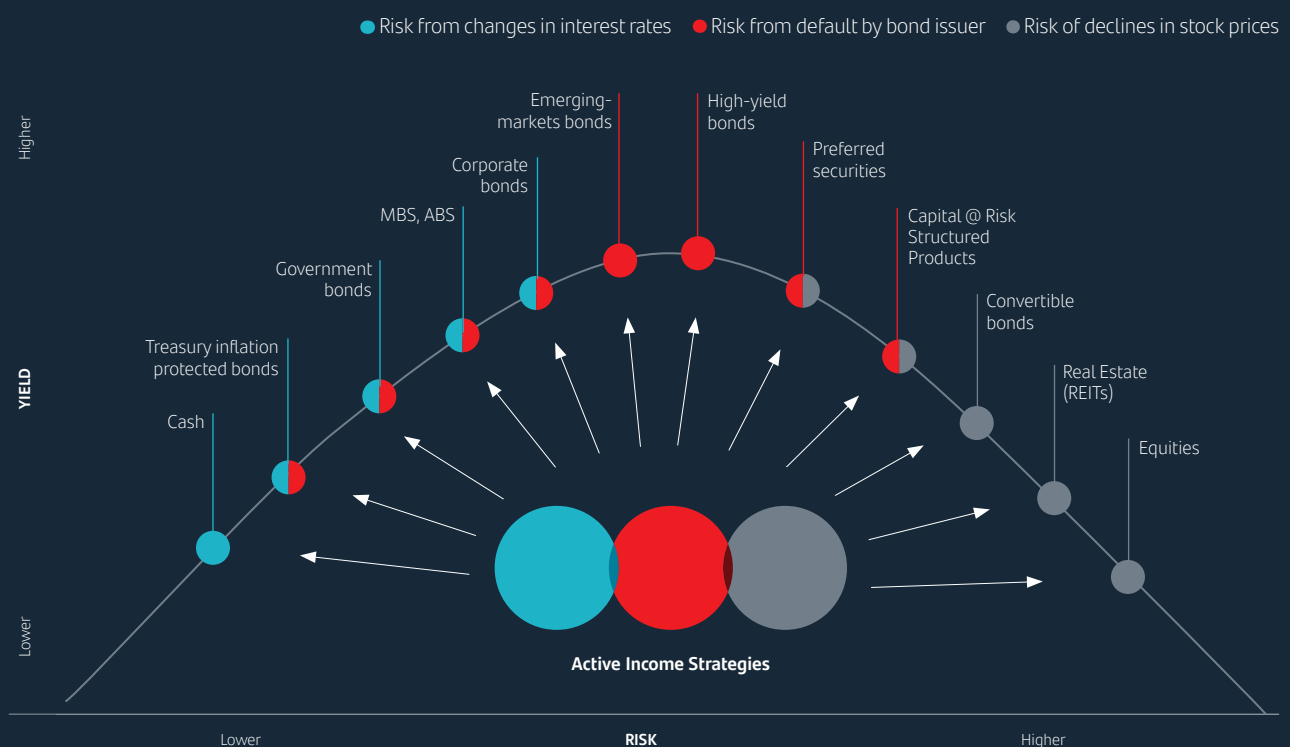 Risk from changes in interest rates
Risk from default by bond issuer
Risk of declines in stock prices
Higher
YIELD
Lower
Cash
Treasury inflation
protected bonds
Government
bonds
MBS, ABS
Corporate
bonds
Emerging-
markets bonds
High-yield
bonds
Preferred
securities
Capital @ Risk
Structured
Products
Convertible
bonds
Real Estate
(REITs)
Equities
Active Income Strategies
Lower
RISK
Higher